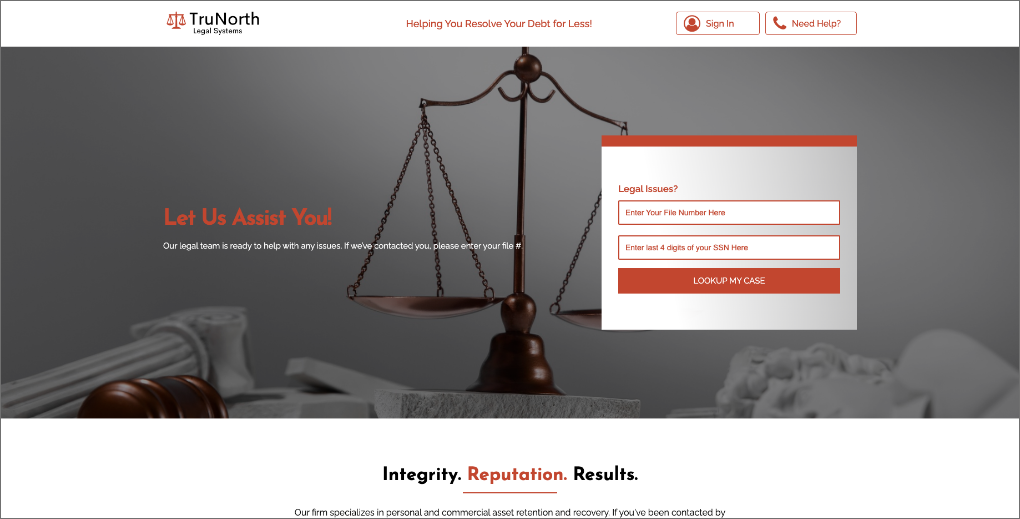 TruNorth
Legal Systems
Helping You Resolve Your Debt for Less!
Sign In
Need Help?
Let Us Assist You!
Our legal team is ready to help with any issues. If we've contacted you, please enter your file #
Legal Issues?
Enter Your File Number Here
Enter last 4 digits of your SSN Here
LOOKUP MY CASE
Integrity. Reputation. Results.
Our firm specializes in personal and commercial asset retention and recovery. If you've been contacted by